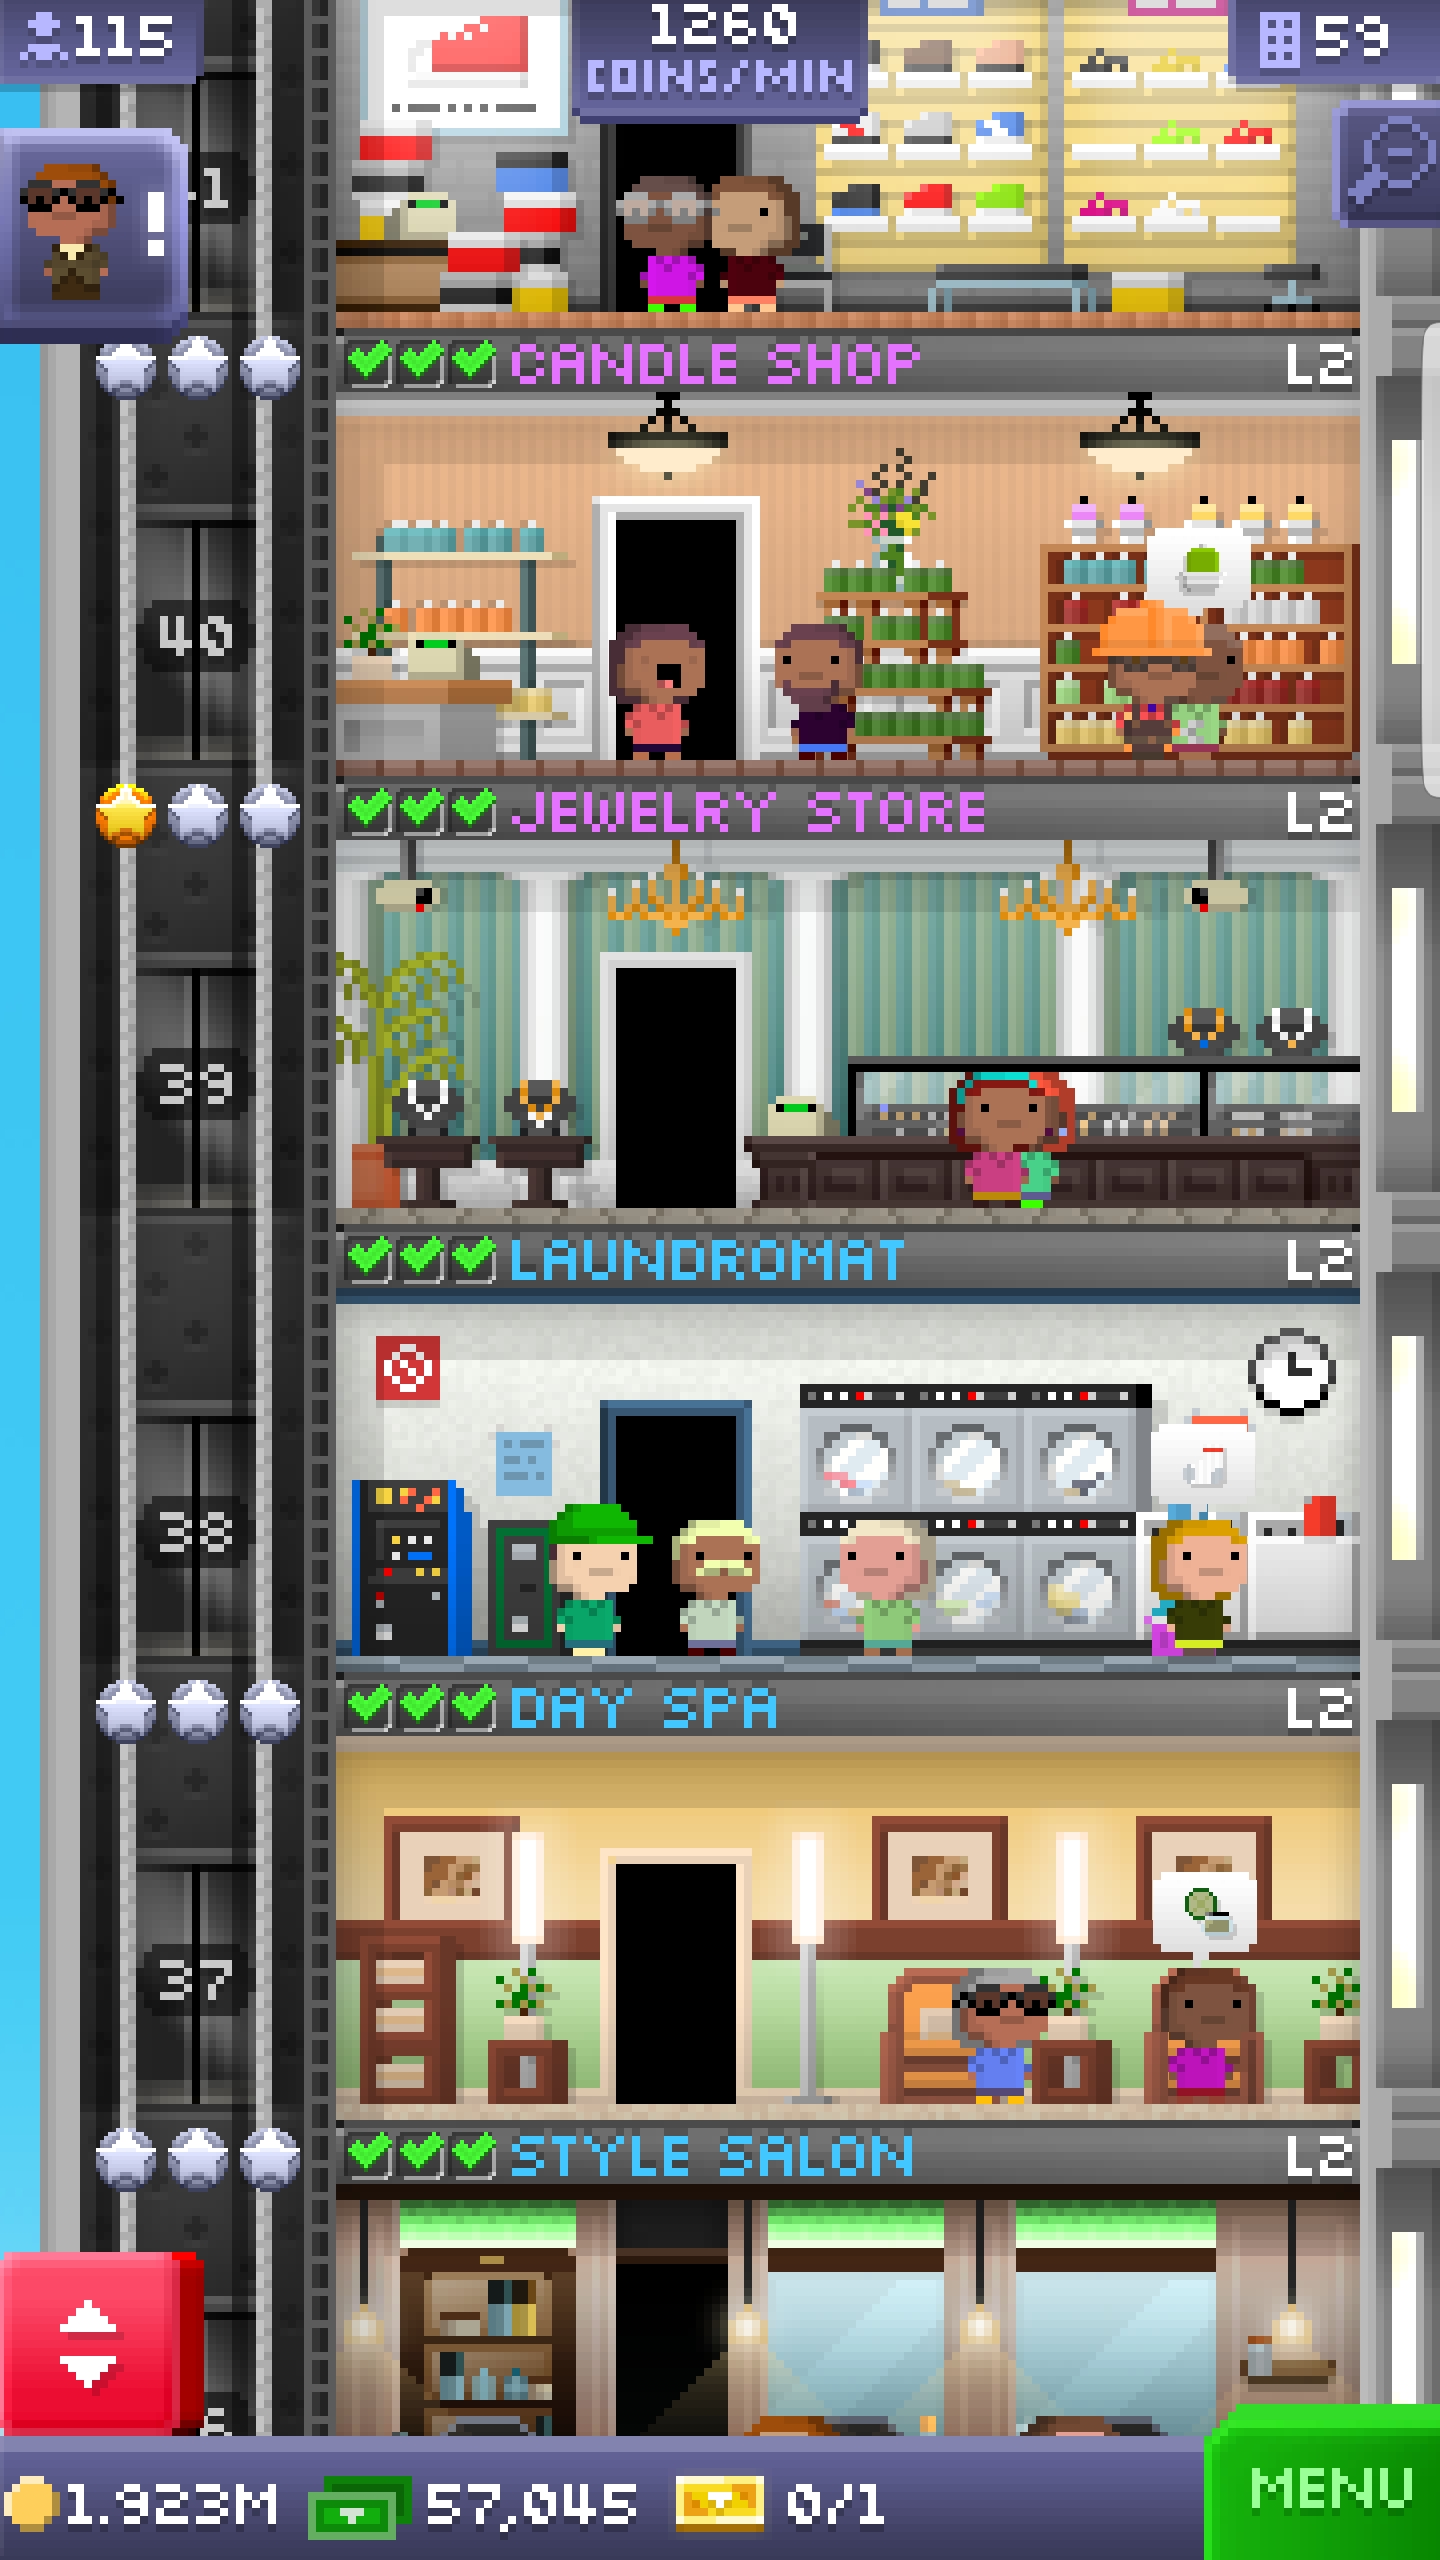 115
1260
COINS/MIN
59
!
CANDLE SHOP L2
40
JEWELRY STORE L2
39
LAUNDROMAT L2
38
DAY SPA L2
37
STYLE SALON L2
1.923M 57,045 0/1
MENU